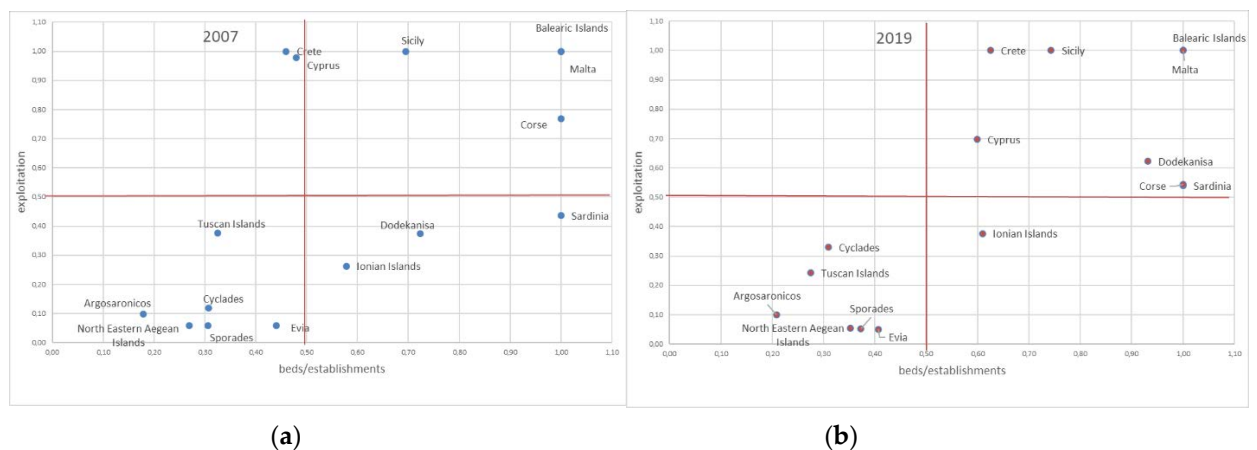 2007
1,10
1,00
0,90
0,80
0,70
0,60
0,50
0,40
0,30
0,20
0,10
0,00
exploitation
Crete
Cyprus
Sicily
Balearic Islands
Malta
Corse
Sardinia
Tuscan Islands
Dodekanisa
Ionian Islands
Argosaronicos
Cyclades
North Eastern Aegean
Islands
Sporades
Evia
0,00 0,10 0,20 0,30 0,40 0,50 0,60 0,70 0,80 0,90 1,00 1,10
beds/establishments
(a)
2019
1,10
1,00
0,90
0,80
0,70
0,60
0,50
0,40
0,30
0,20
0,10
0,00
exploitation
Crete
Sicily
Balearic Islands
Malta
Cyprus
Dodekanisa
Corse
Sardinia
Ionian Islands
Cyclades
Tuscan Islands
Argosaronicos
Sporades
North Eastern Aegean
Islands
Evia
0,00 0,10 0,20 0,30 0,40 0,50 0,60 0,70 0,80 0,90 1,00 1,10
beds/establishments
(b)